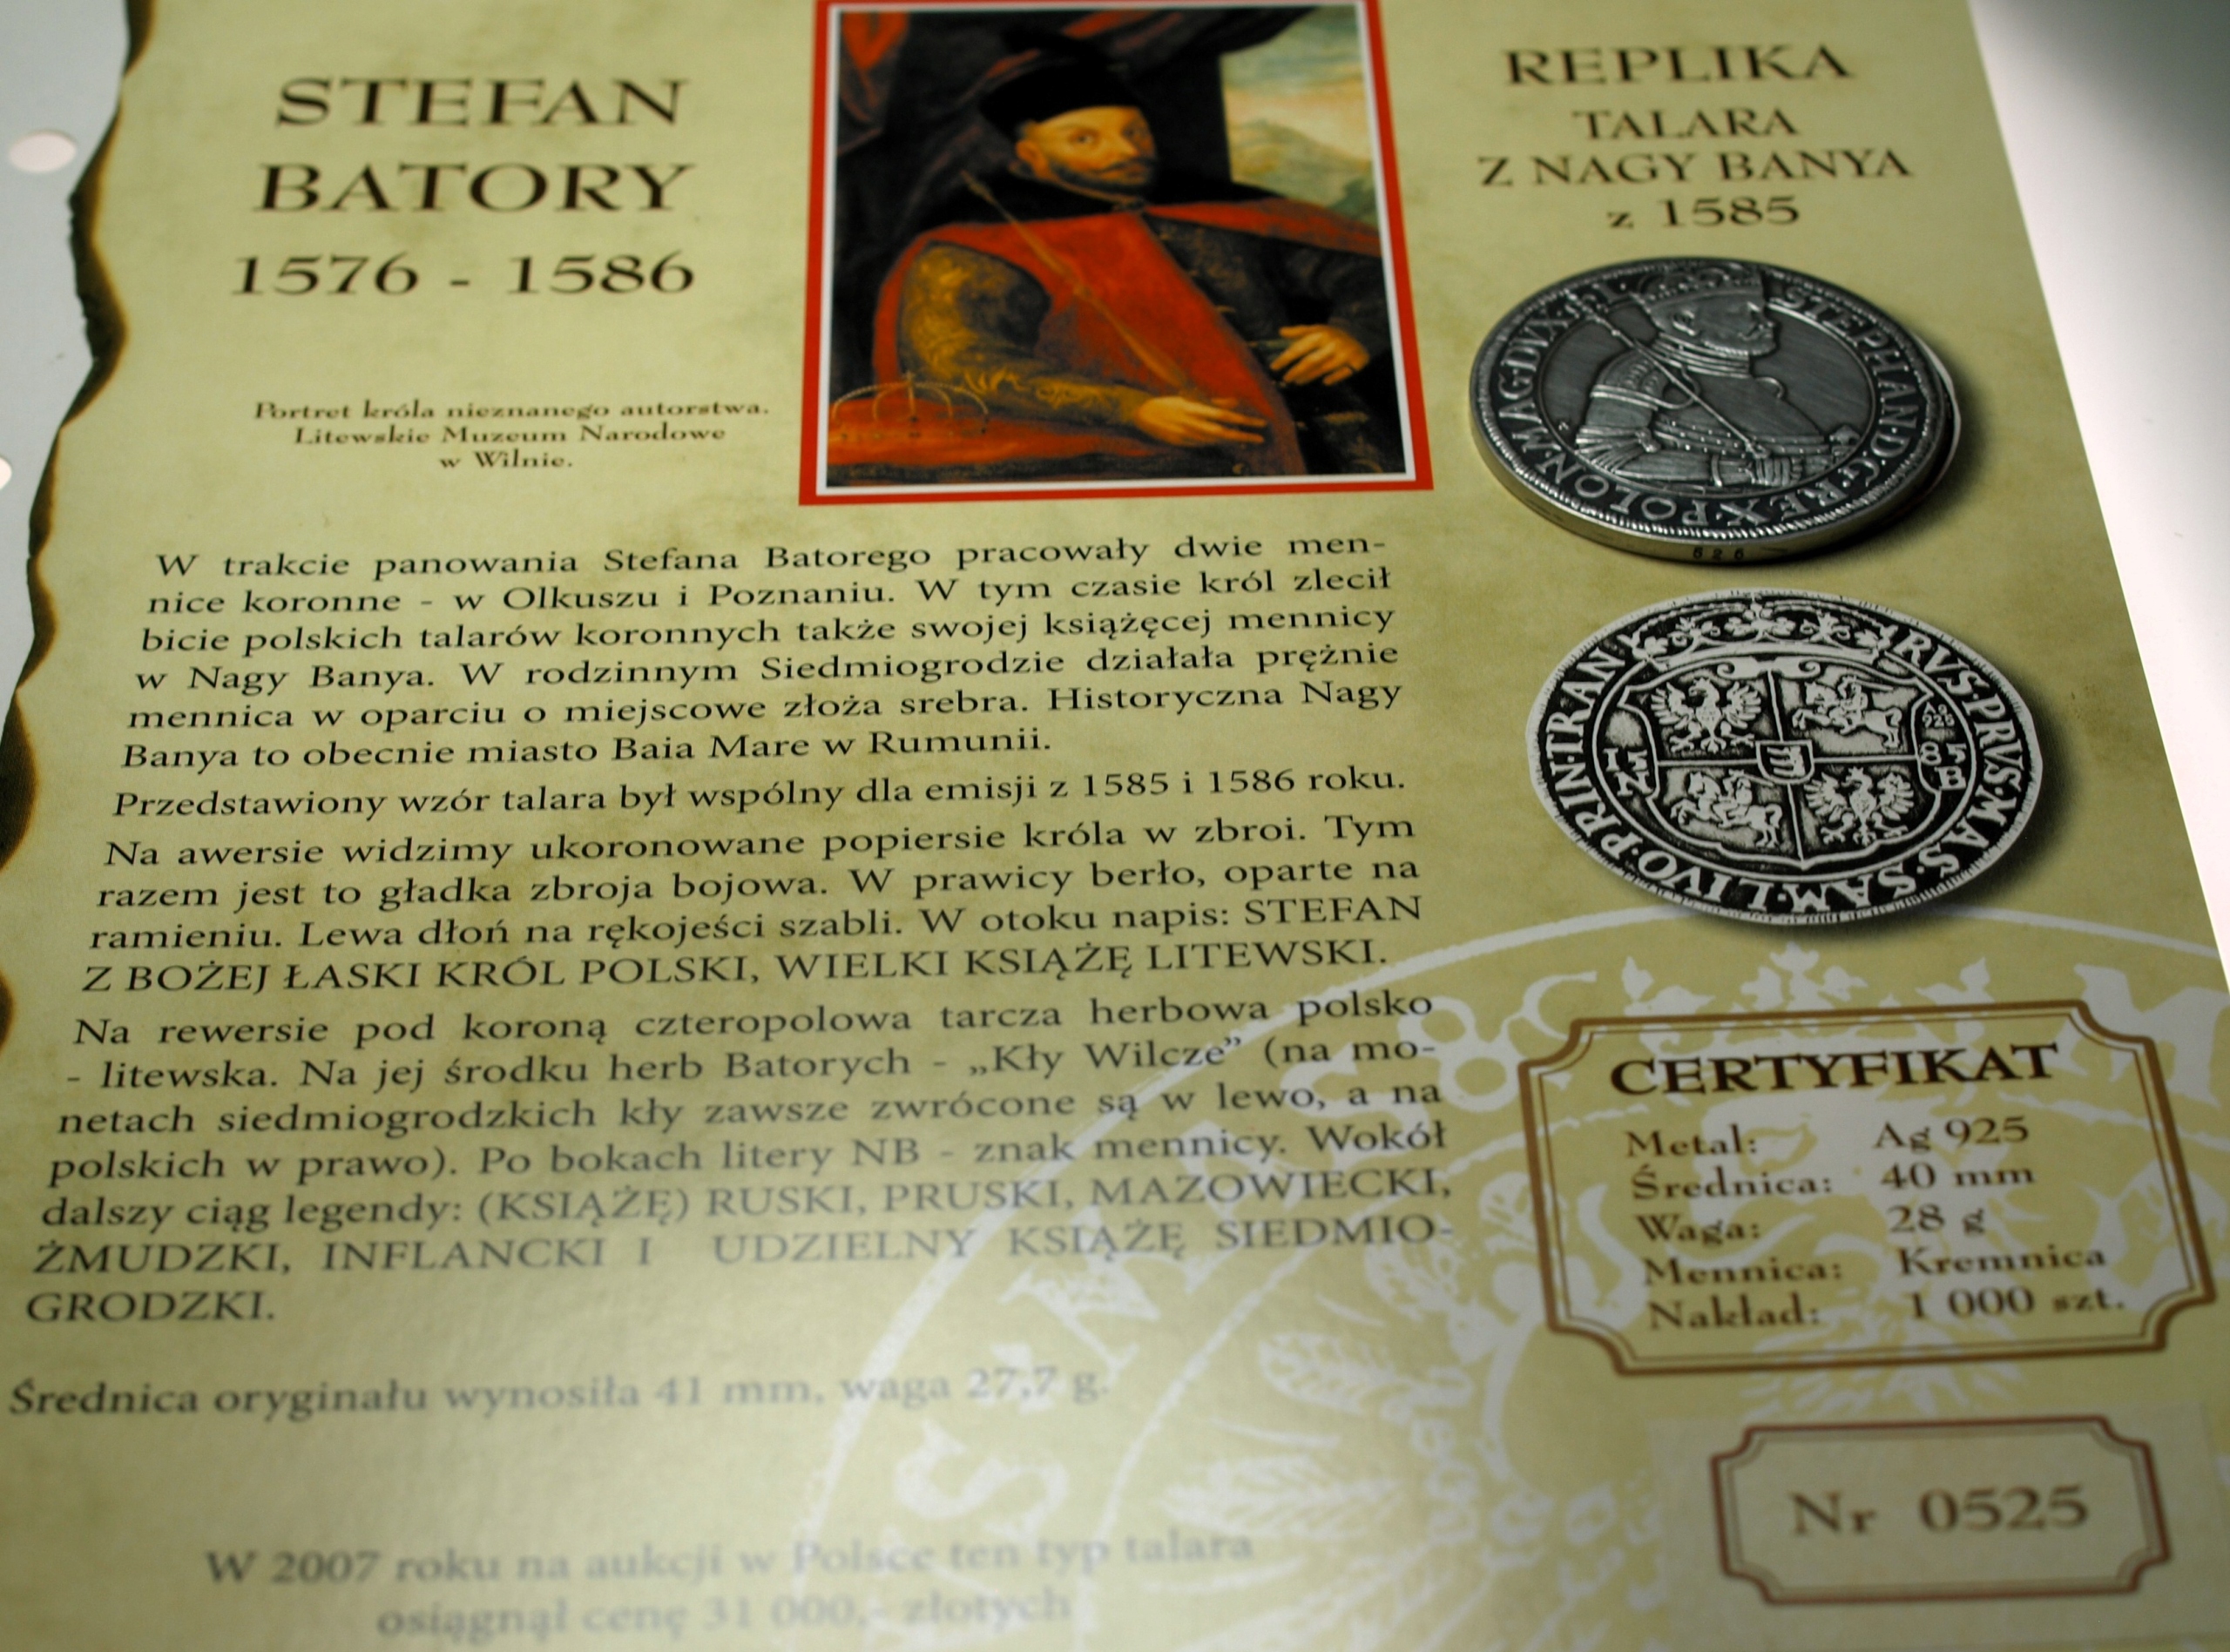 STEFAN
BATORY
1576 - 1586
Portret króla nieznanego autorstwa.
Litewskie Muzeum Narodowe
w Wilnie.
REPLIKA
TALARA
Z NAGY BANYA
z 1585
STEPHAN·D:G·REX·POLON·MAG·DVX·L
626
RVS·PRVS·MAS·SAM·LIVO·PRIN·TRAN
15 85
N B
925
W trakcie panowania Stefana Batorego pracowały dwie men-
nice koronne - w Olkuszu i Poznaniu. W tym czasie król zlecił
bicie polskich talarów koronnych także swojej książęcej mennicy
w Nagy Banya. W rodzinnym Siedmiogrodzie działała prężnie
mennica w oparciu o miejscowe złoża srebra. Historyczna Nagy
Banya to obecnie miasto Baia Mare w Rumunii.
Przedstawiony wzór talara był wspólny dla emisji z 1585 i 1586 roku.
Na awersie widzimy ukoronowane popiersie króla w zbroi. Tym
razem jest to gładka zbroja bojowa. W prawicy berło, oparte na
ramieniu. Lewa dłoń na rękojeści szabli. W otoku napis: STEFAN
Z BOŻEJ ŁASKI KRÓL POLSKI, WIELKI KSIĄŻĘ LITEWSKI.
Na rewersie pod koroną czteropolowa tarcza herbowa polsko
- litewska. Na jej środku herb Batorych - „Kły Wilcze” (na mo-
netach siedmiogrodzkich kły zawsze zwrócone są w lewo, a na
polskich w prawo). Po bokach litery NB - znak mennicy. Wokół
dalszy ciąg legendy: (KSIĄŻĘ) RUSKI, PRUSKI, MAZOWIECKI,
ŻMUDZKI, INFLANCKI I UDZIELNY KSIĄŻĘ SIEDMIO-
GRODZKI.
Średnica oryginału wynosiła 41 mm, waga 27,7 g.
W 2007 roku na aukcji w Polsce ten typ talara
osiągnął cenę 31 000,- złotych
CERTYFIKAT
Metal: Ag 925
Średnica: 40 mm
Waga: 28 g
Mennica: Kremnica
Nakład: 1 000 szt.
Nr 0525